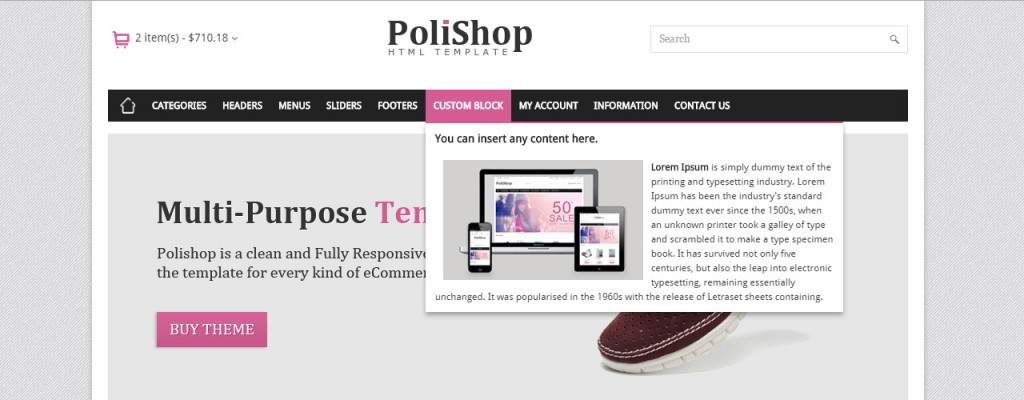 2 item(s) - $710.18
PoliShop
HTML TEMPLATE
Search
CATEGORIES HEADERS MENUS SLIDERS FOOTERS CUSTOM BLOCK MY ACCOUNT INFORMATION CONTACT US
You can insert any content here.
50
SALE
Lorem Ipsum is simply dummy text of the
printing and typesetting industry. Lorem
Ipsum has been the industry's standard
dummy text ever since the 1500s, when
an unknown printer took a galley of type
and scrambled it to make a type specimen
book. It has survived not only five
centuries, but also the leap into electronic
typesetting, remaining essentially
unchanged. It was popularised in the 1960s with the release of Letraset sheets containing.
Multi-Purpose
Polishop is a clean and Fully Responsive
the template for every kind of eCommer
BUY THEME